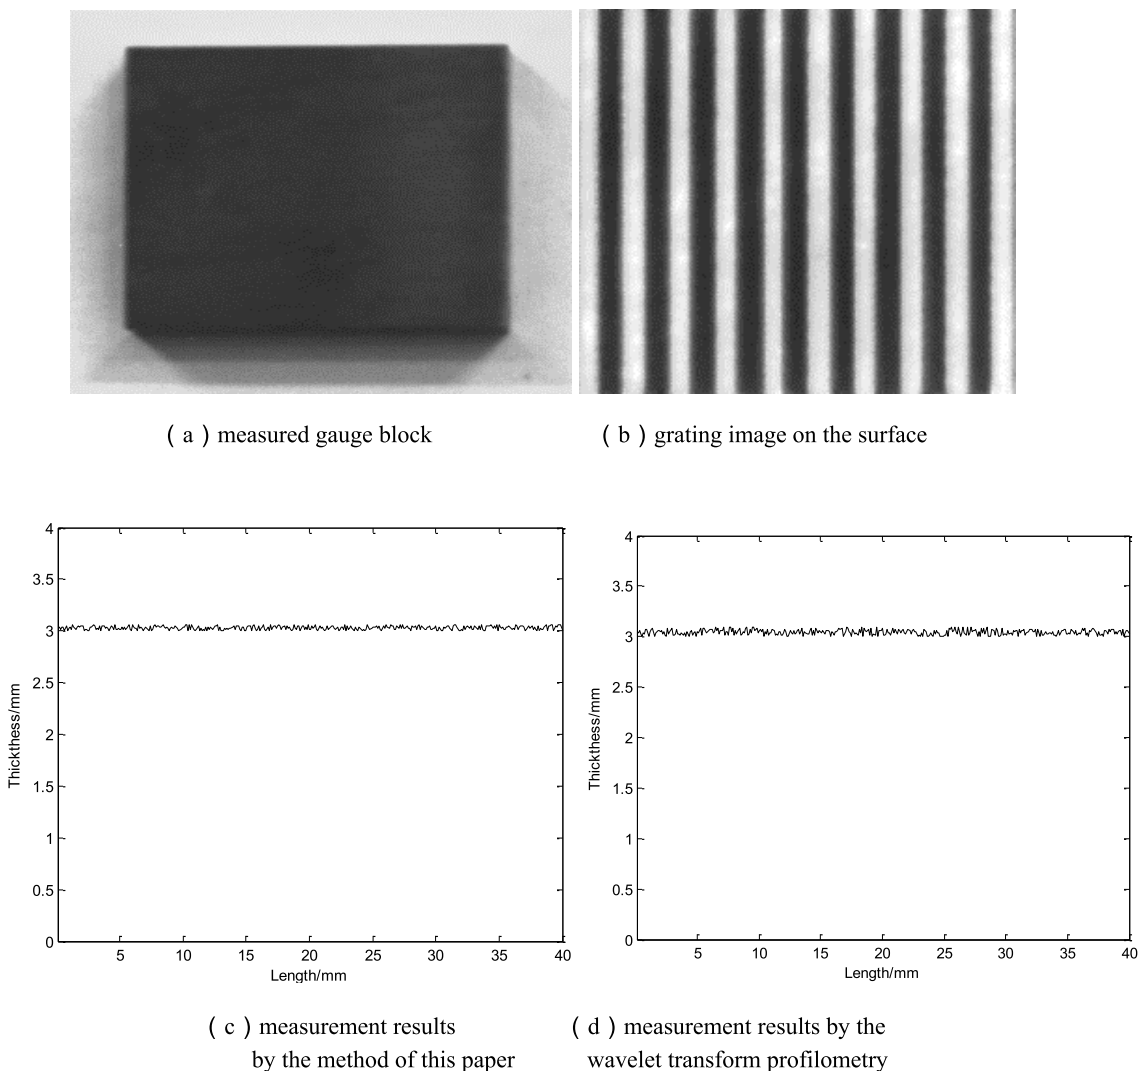 ( a ) measured gauge block
( b ) grating image on the surface
4
3.5
3
2.5
2
1.5
1
0.5
0
Thickthess/mm
5 10 15 20 25 30 35 40
Length/mm
4
3.5
3
2.5
2
1.5
1
0.5
0
Thickthess/mm
5 10 15 20 25 30 35 40
Length/mm
( c ) measurement results
by the method of this paper
( d ) measurement results by the
wavelet transform profilometry